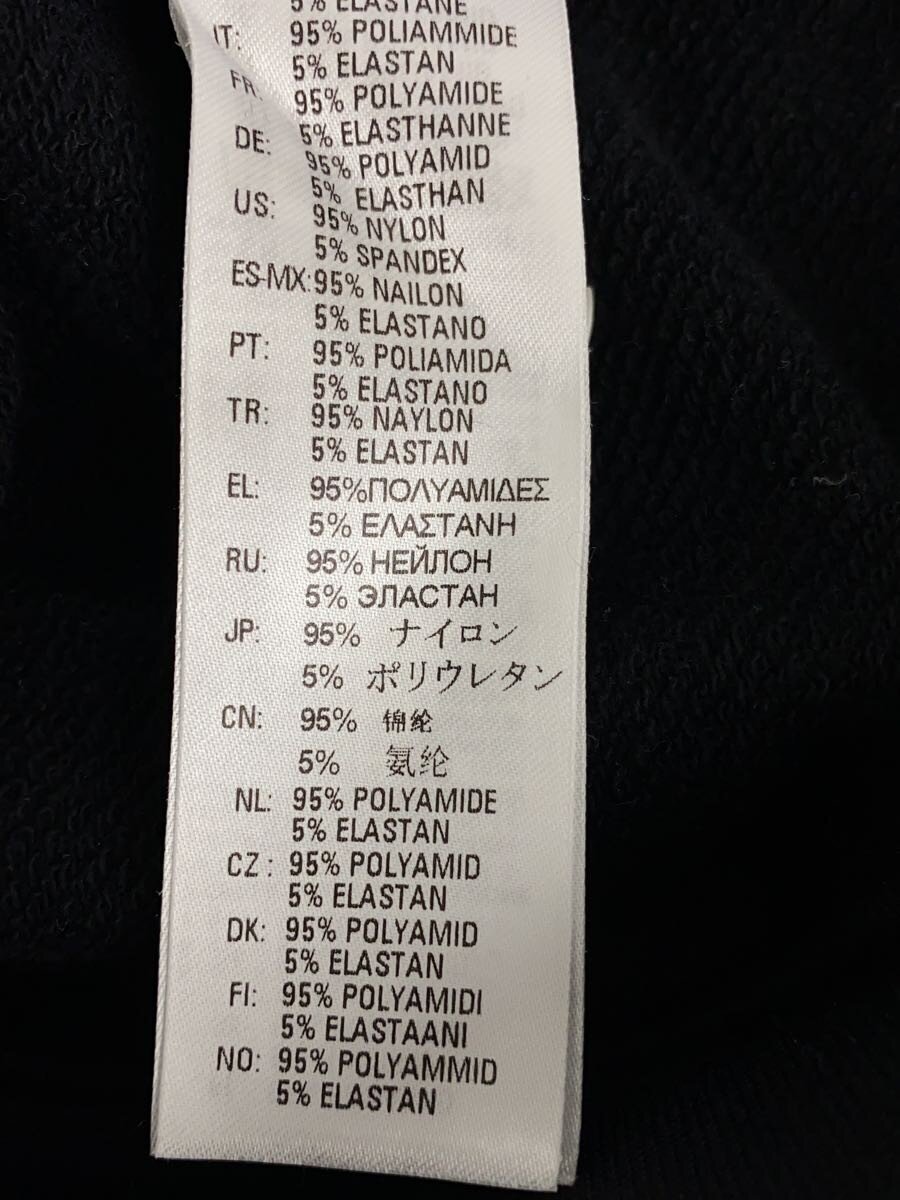 5% ELASTANE
IT: 95% POLIAMMIDE
5% ELASTAN
FR: 95% POLYAMIDE
5% ELASTHANNE
DE: 95% POLYAMID
5% ELASTHAN
US: 95% NYLON
5% SPANDEX
ES-MX: 95% NAILON
5% ELASTANO
PT: 95% POLIAMIDA
5% ELASTANO
TR: 95% NAYLON
5% ELASTAN
EL: 95%ΠΟΛΥΑΜΙΔΕΣ
5% ΕΛΑΣΤΑΝΗ
RU: 95% НЕЙЛОН
5% ЭЛАСТАН
JP: 95% ナイロン
5% ポリウレタン
CN: 95% 锦纶
5% 氨纶
NL: 95% POLYAMIDE
5% ELASTAN
CZ : 95% POLYAMID
5% ELASTAN
DK: 95% POLYAMID
5% ELASTAN
FI: 95% POLYAMIDI
5% ELASTAANI
NO: 95% POLYAMMID
5% ELASTAN